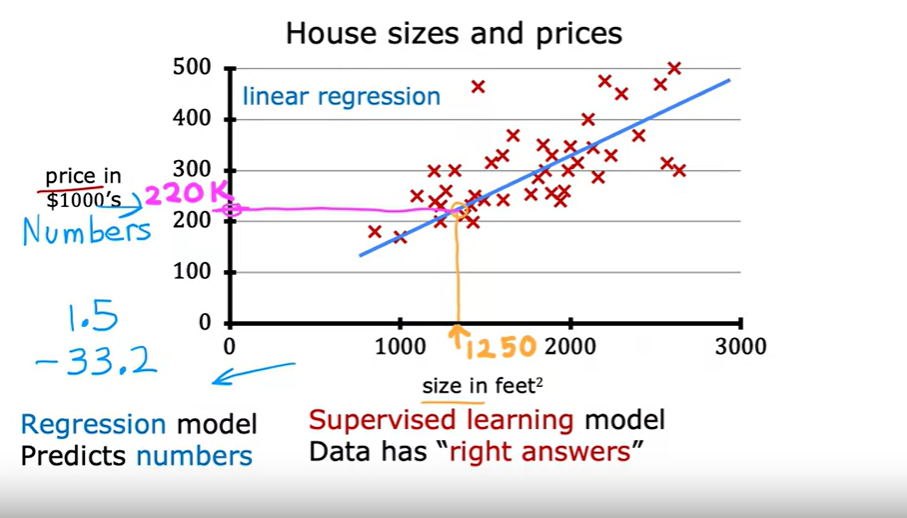 House sizes and prices
500
linear regression
400
300
price in
$1000's
220K
200
Numbers
100
1.5
0
-33.2
0
1000
1250
2000
3000
size in feet²
Regression model
Predicts numbers
Supervised learning model
Data has “right answers”